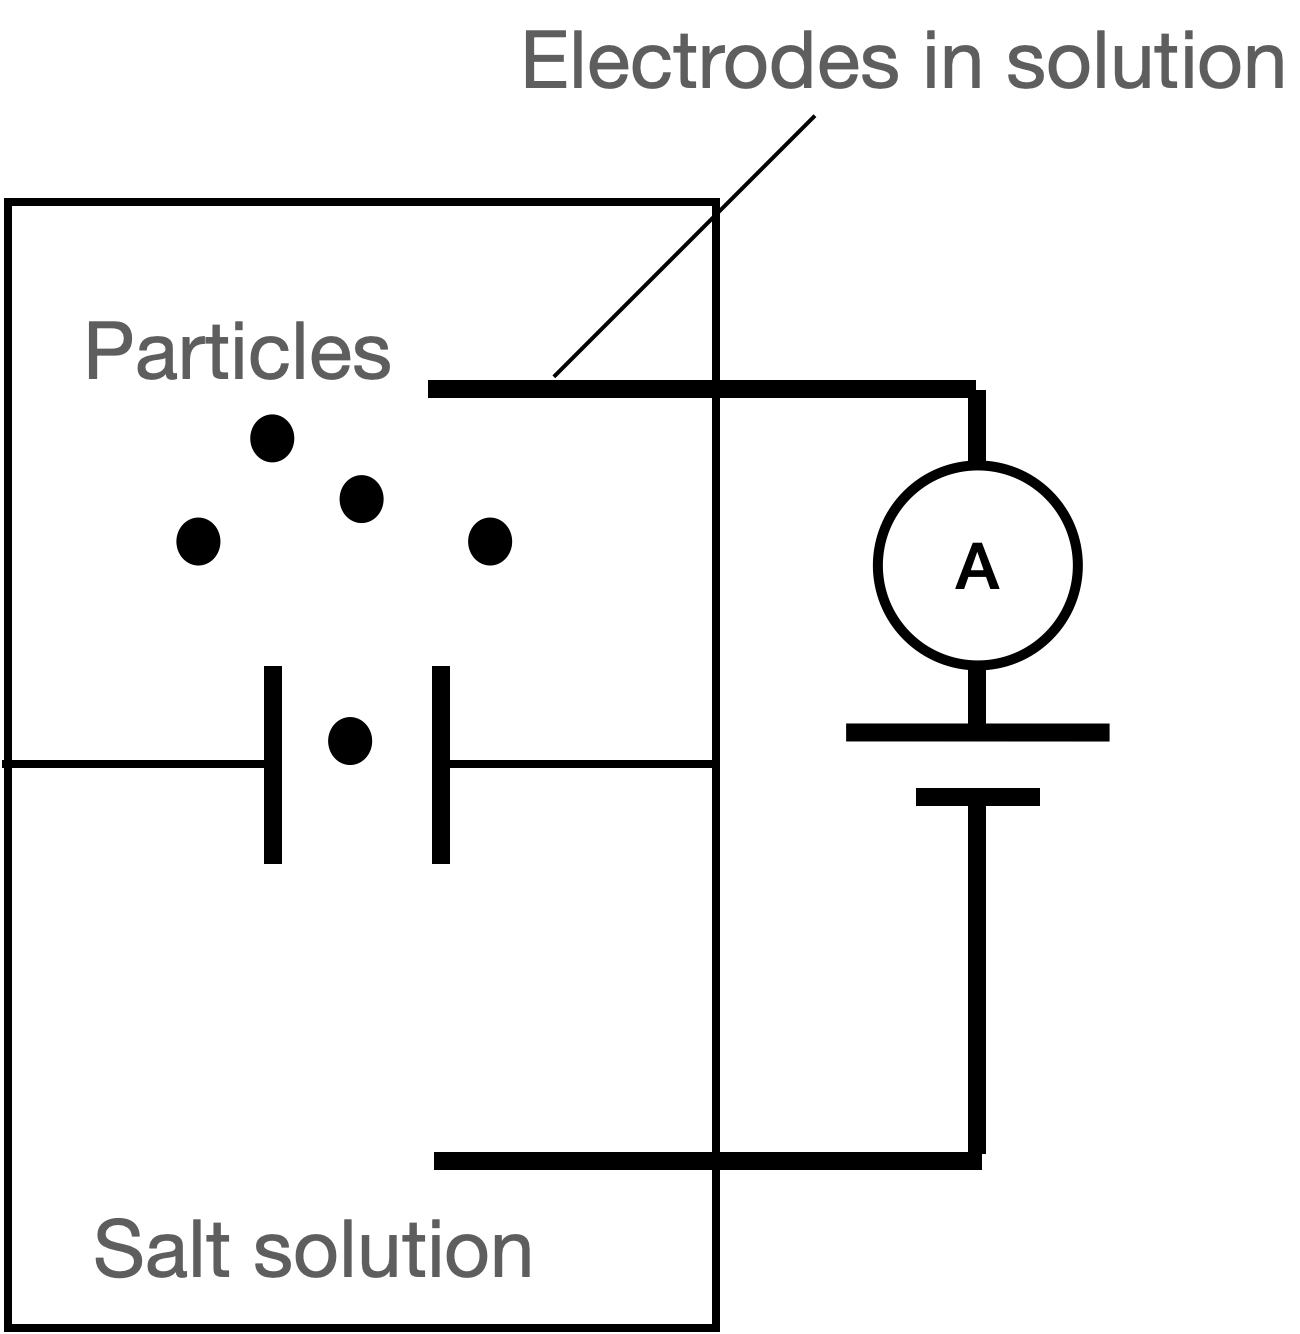 Electrodes in solution
Particles
A
Salt solution